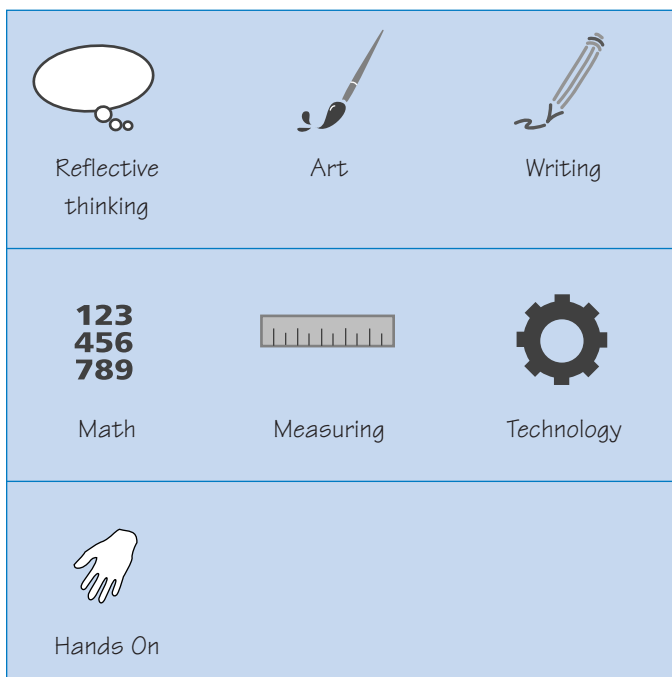 Reflective
thinking
Art
Writing
123
456
789
Math
Measuring
Technology
Hands On